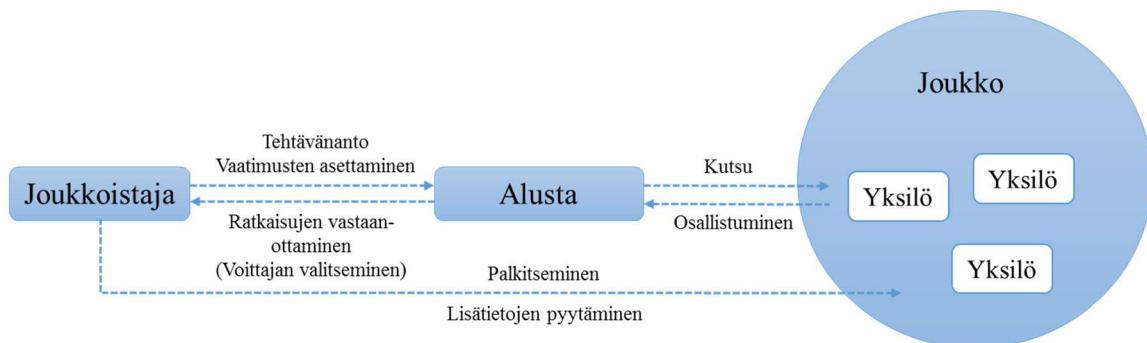 Joukko
Tehtävänanto
Vaatimusten asettaminen
Kutsu
Joukkoistaja
Alusta
Yksilö
Yksilö
Ratkaisujen vastaan-
ottaminen
(Voittajan valitseminen)
Osallistuminen
Yksilö
Palkitseminen
Lisätietojen pyytäminen